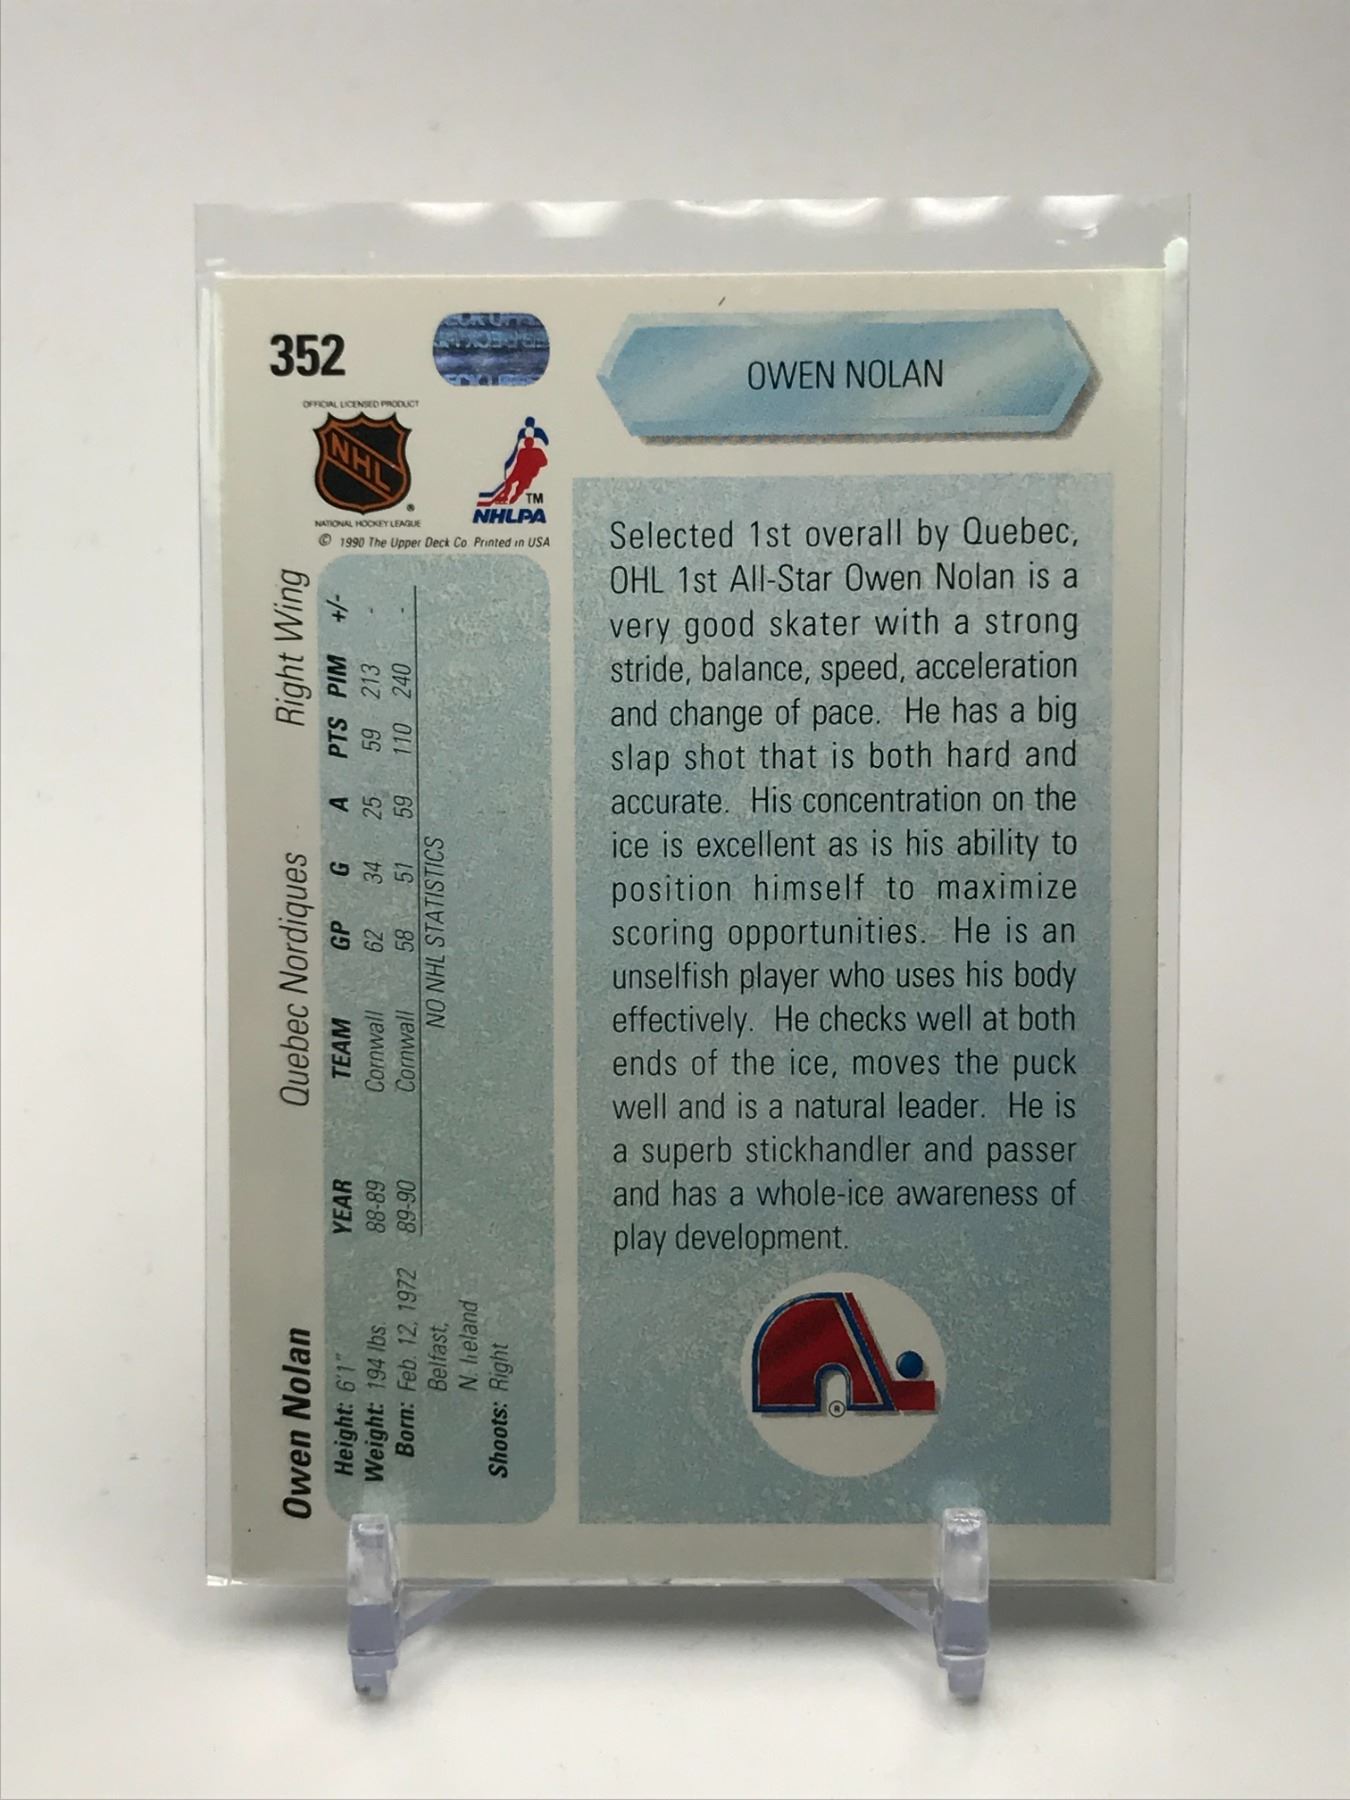 352
OFFICIAL LICENSED PRODUCT
NHL
®
NATIONAL HOCKEY LEAGUE
TM
NHLPA
© 1990 The Upper Deck Co. Printed in USA
OWEN NOLAN
Selected 1st overall by Quebec,
OHL 1st All-Star Owen Nolan is a
very good skater with a strong
stride, balance, speed, acceleration
and change of pace. He has a big
slap shot that is both hard and
accurate. His concentration on the
ice is excellent as is his ability to
position himself to maximize
scoring opportunities. He is an
unselfish player who uses his body
effectively. He checks well at both
ends of the ice, moves the puck
well and is a natural leader. He is
a superb stickhandler and passer
and has a whole-ice awareness of
play development.
®
Owen Nolan Quebec Nordiques Right Wing
Height: 6'1"
Weight: 194 lbs.
Born: Feb. 12, 1972
Belfast,
N. Ireland
Shoots: Right
YEAR TEAM GP G A PTS PIM +/-
88-89 Cornwall 62 34 25 59 213 -
89-90 Cornwall 58 51 59 110 240 -
NO NHL STATISTICS